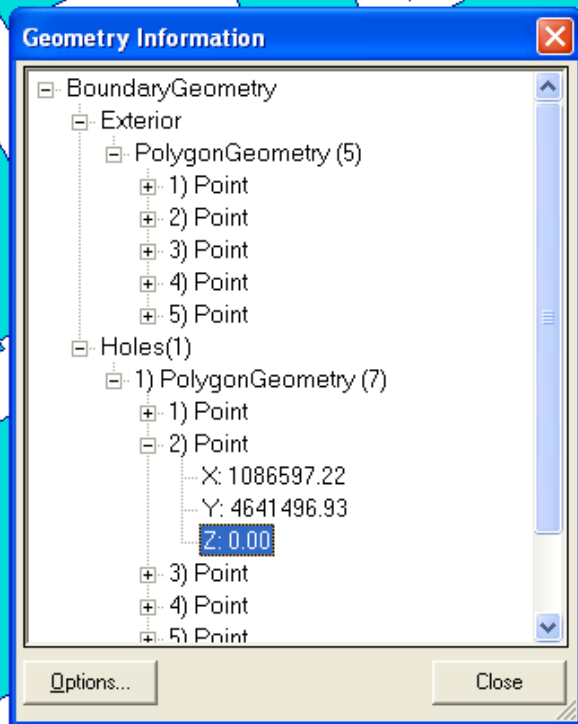 Geometry Information
BoundaryGeometry
Exterior
PolygonGeometry (5)
1) Point
2) Point
3) Point
4) Point
5) Point
Holes(1)
1) PolygonGeometry (7)
1) Point
2) Point
X: 1086597.22
Y: 4641496.93
Z: 0.00
3) Point
4) Point
5) Point
Options... Close